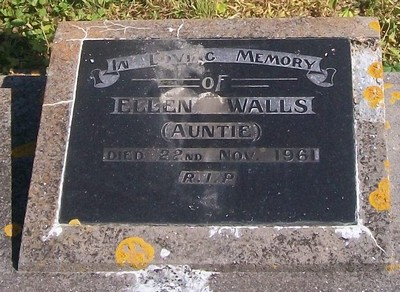 IN LOVING MEMORY
OF
ELLEN WALLS
(AUNTIE)
DIED 22ND NOV. 1961
R.I.P